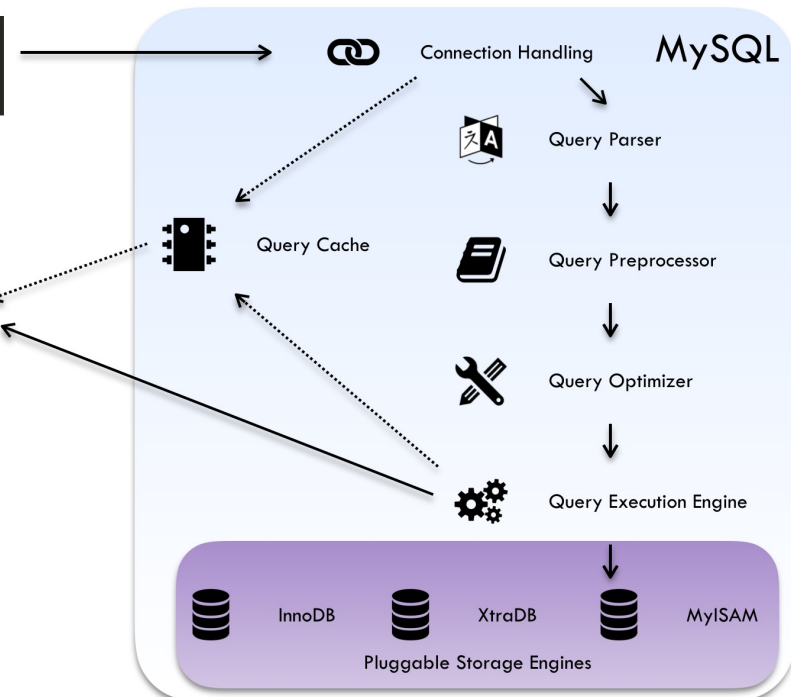 MySQL
Connection Handling
Query Parser
Query Cache
Query Preprocessor
Query Optimizer
Query Execution Engine
InnoDB
XtraDB
MyISAM
Pluggable Storage Engines